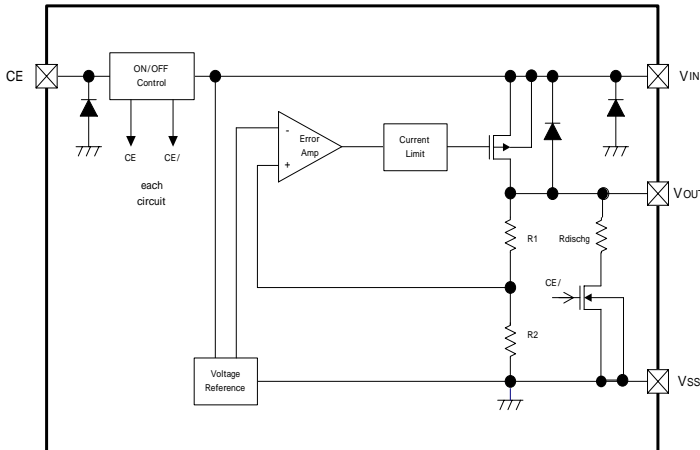 CE
ON/OFF
Control
VIN
CE
CE/
each
circuit
-
+
Error
Amp
Current
Limit
VOUT
R1
Rdischg
CE/
R2
Voltage
Reference
VSS